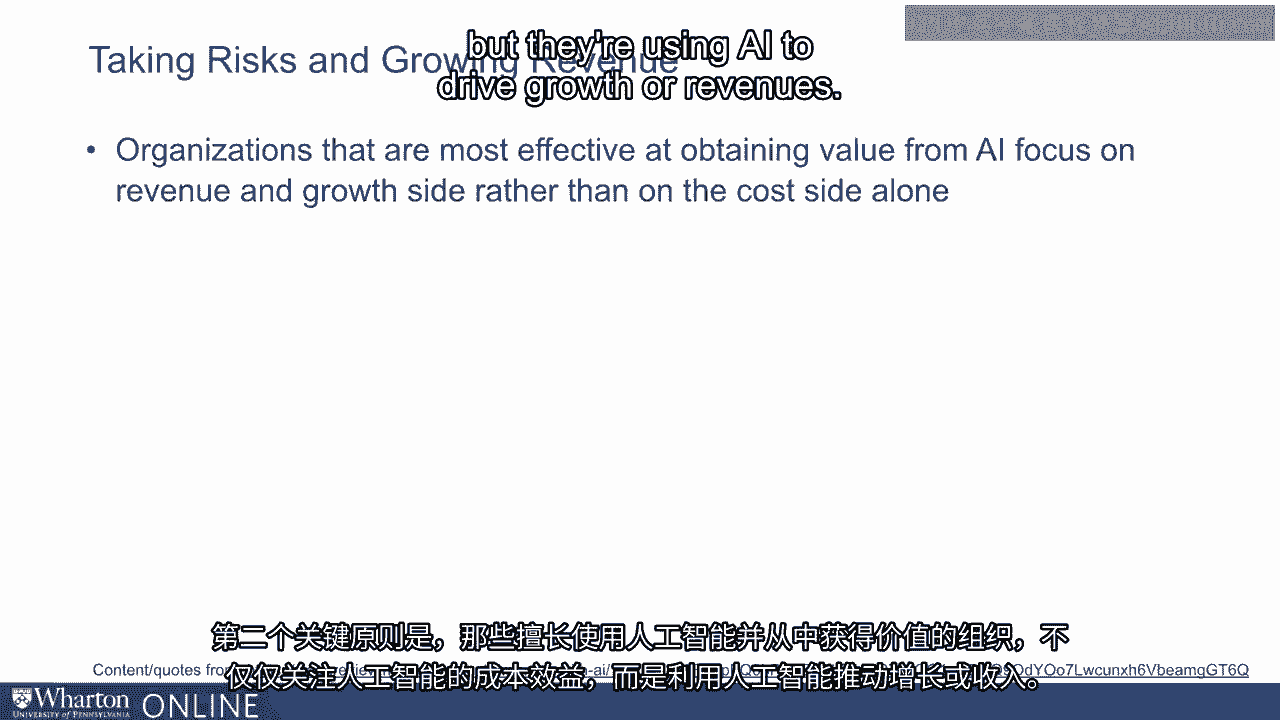 but they're using AI to
drive growth or revenues.
Taking Risks and Growing Revenue
• Organizations that are most effective at obtaining value from AI focus on
revenue and growth side rather than on the cost side alone
第二个关键原则是，那些擅长使用人工智能并从中获得价值的组织，不
仅仅关注人工智能的成本效益，而是利用人工智能推动增长或收入。
Content/quotes
Wharton
UNIVERSITY of PENNSYLVANIA
ONLINE